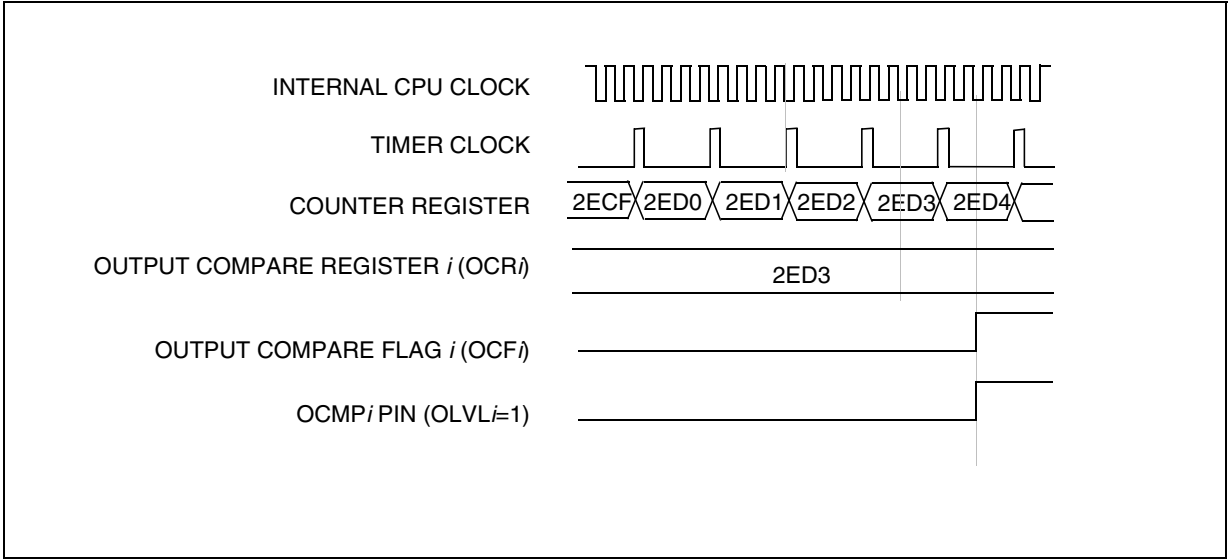 INTERNAL CPU CLOCK
TIMER CLOCK
COUNTER REGISTER
2ECF 2ED0 2ED1 2ED2 2ED3 2ED4
OUTPUT COMPARE REGISTER i (OCRi)
2ED3
OUTPUT COMPARE FLAG i (OCFi)
OCMPi PIN (OLVLi=1)